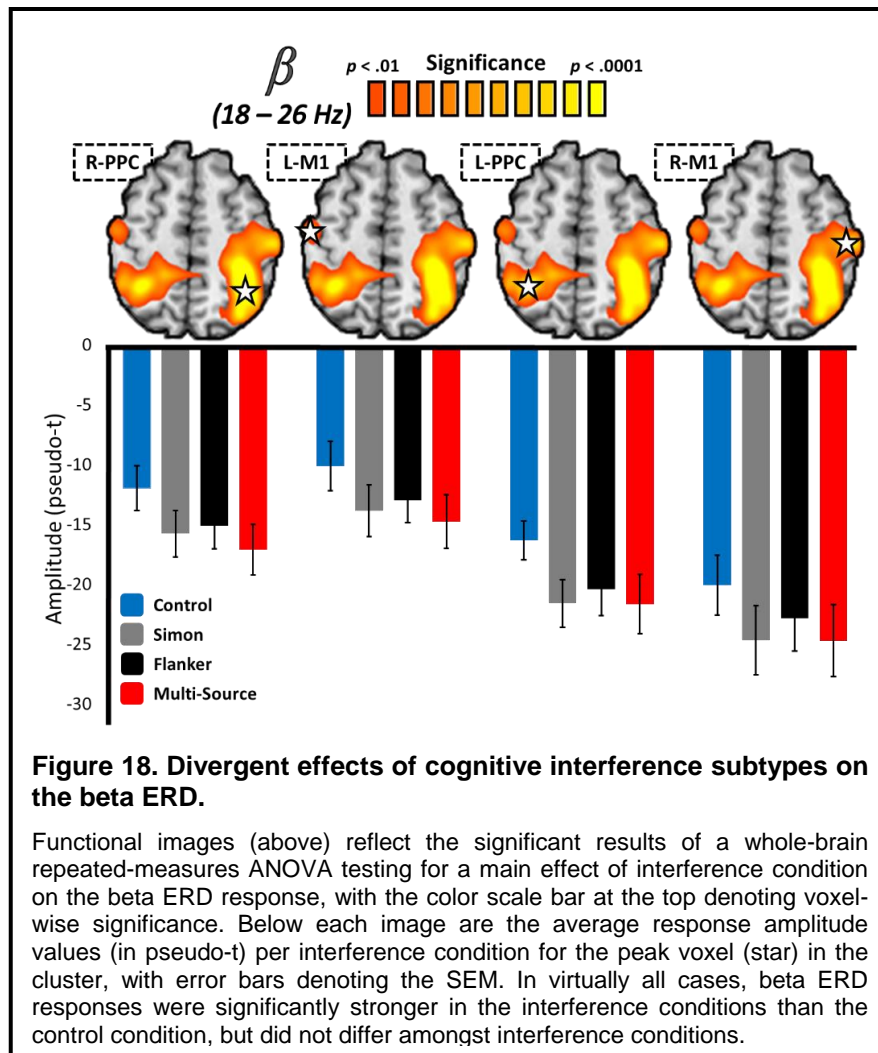 β
(18 – 26 Hz)
p < .01 Significance p < .0001
R-PPC L-M1 L-PPC R-M1
0
-5
-10
-15
-20
-25
-30
Amplitude (pseudo-t)
Control
Simon
Flanker
Multi-Source
Figure 18. Divergent effects of cognitive interference subtypes on
the beta ERD.
Functional images (above) reflect the significant results of a whole-brain
repeated-measures ANOVA testing for a main effect of interference condition
on the beta ERD response, with the color scale bar at the top denoting voxel-
wise significance. Below each image are the average response amplitude
values (in pseudo-t) per interference condition for the peak voxel (star) in the
cluster, with error bars denoting the SEM. In virtually all cases, beta ERD
responses were significantly stronger in the interference conditions than the
control condition, but did not differ amongst interference conditions.